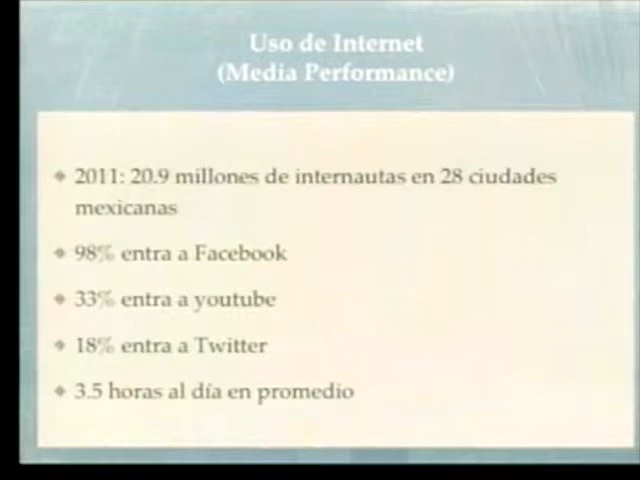 Uso de Internet
(Media Performance)
2011: 20.9 millones de internautas en 28 ciudades
mexicanas
98% entra a Facebook
33% entra a youtube
18% entra a Twitter
3.5 horas al día en promedio